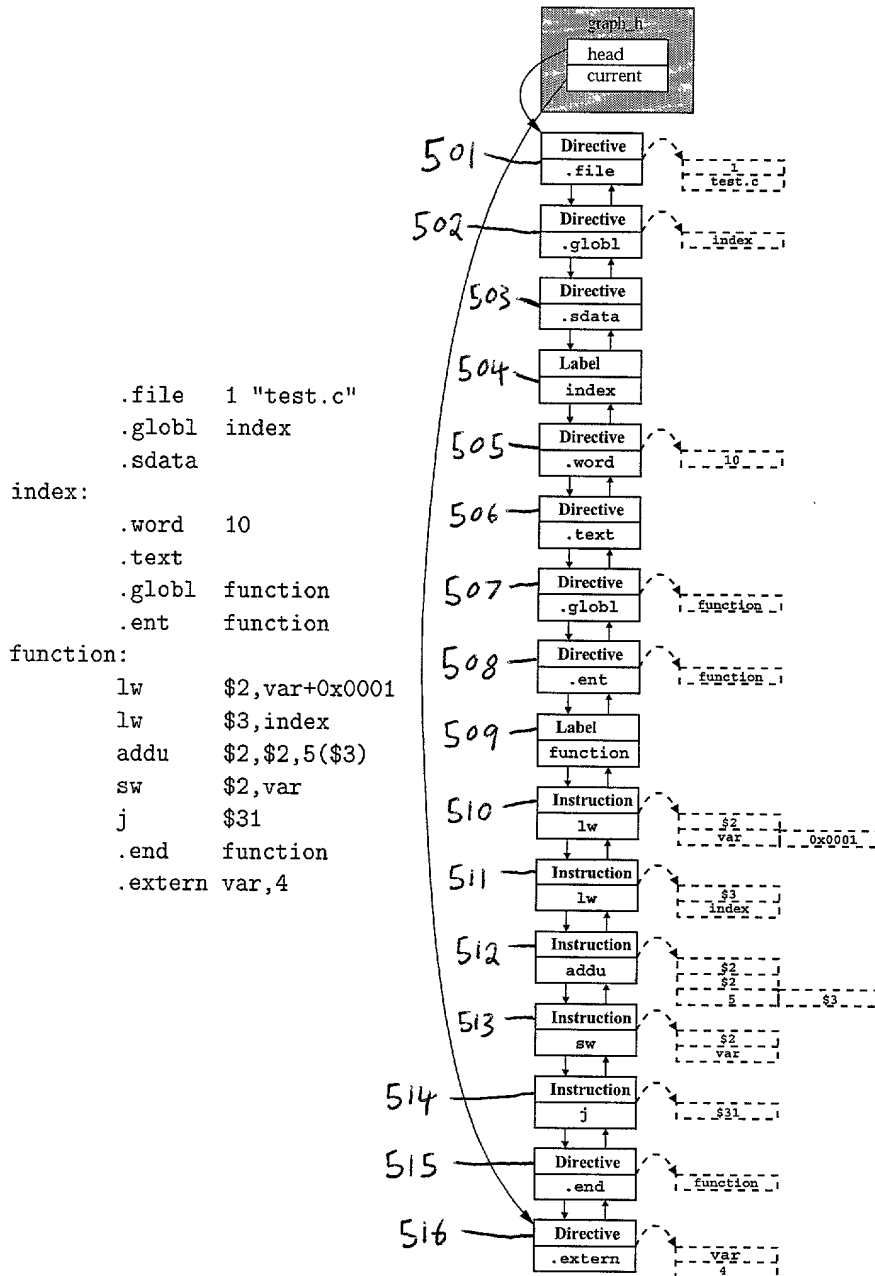 graph_h
head
current
501
Directive
.file
1
test.c
502
Directive
.globl
index
503
Directive
.sdata
504
Label
index
505
Directive
.word
10
506
Directive
.text
507
Directive
.globl
function
508
Directive
.ent
function
509
Label
function
510
Instruction
lw
$2
var
0x0001
511
Instruction
lw
$3
index
512
Instruction
addu
$2
$2
5
$3
513
Instruction
sw
$2
var
514
Instruction
j
$31
515
Directive
.end
function
516
Directive
.extern
var
4
.file 1 "test.c"
.globl index
.sdata
index:
.word 10
.text
.globl function
.ent function
function:
lw $2,var+0x0001
lw $3,index
addu $2,$2,5($3)
sw $2,var
j $31
.end function
.extern var,4